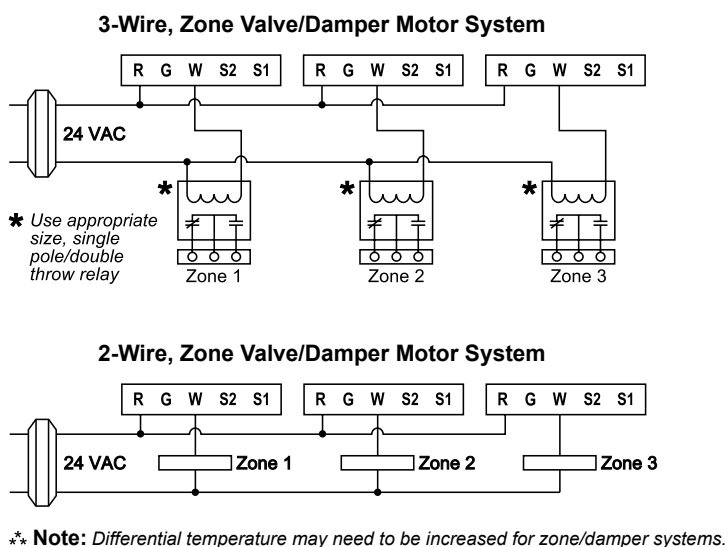 3-Wire, Zone Valve/Damper Motor System
R G W S2 S1 R G W S2 S1 R G W S2 S1
24 VAC
* * *
* Use appropriate
size, single
pole/double
throw relay
Zone 1 Zone 2 Zone 3
2-Wire, Zone Valve/Damper Motor System
R G W S2 S1 R G W S2 S1 R G W S2 S1
24 VAC Zone 1 Zone 2 Zone 3
⁂ Note: Differential temperature may need to be increased for zone/damper systems.